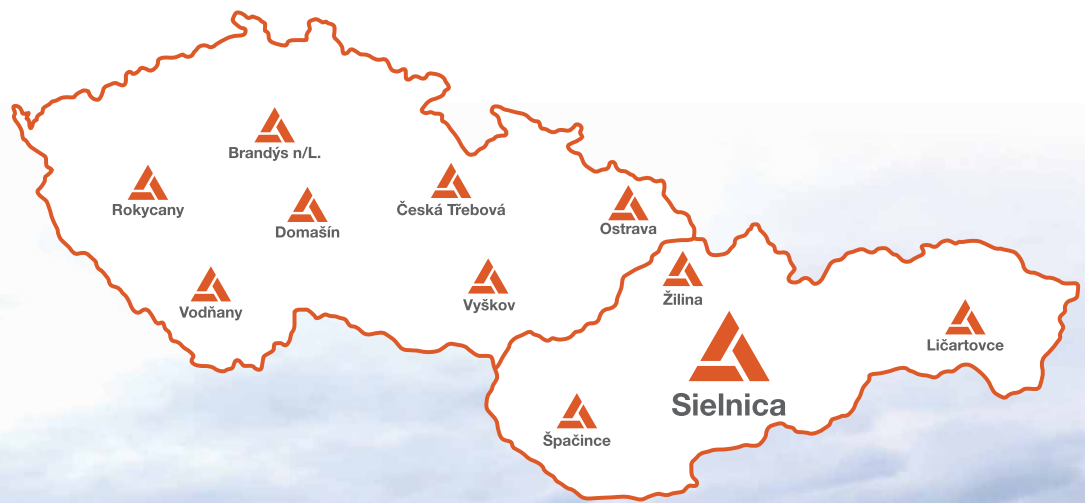 Brandýs n/L.
Rokycany
Domašín
Česká Třebová
Ostrava
Vodňany
Vyškov
Žilina
Ličartovce
Sielnica
Špačince